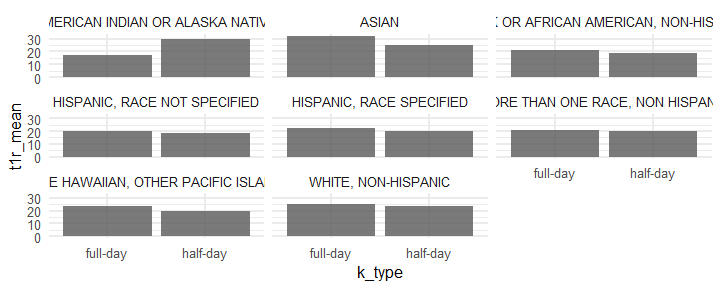 MERICAN INDIAN OR ALASKA NATIV
ASIAN
K OR AFRICAN AMERICAN, NON-HIS
30
20
10
0
HISPANIC, RACE NOT SPECIFIED
HISPANIC, RACE SPECIFIED
ORE THAN ONE RACE, NON HISPAN
30
20
10
0
full-day
half-day
E HAWAIIAN, OTHER PACIFIC ISLA
WHITE, NON-HISPANIC
30
20
10
0
full-day
half-day
full-day
half-day
t1r_mean
k_type